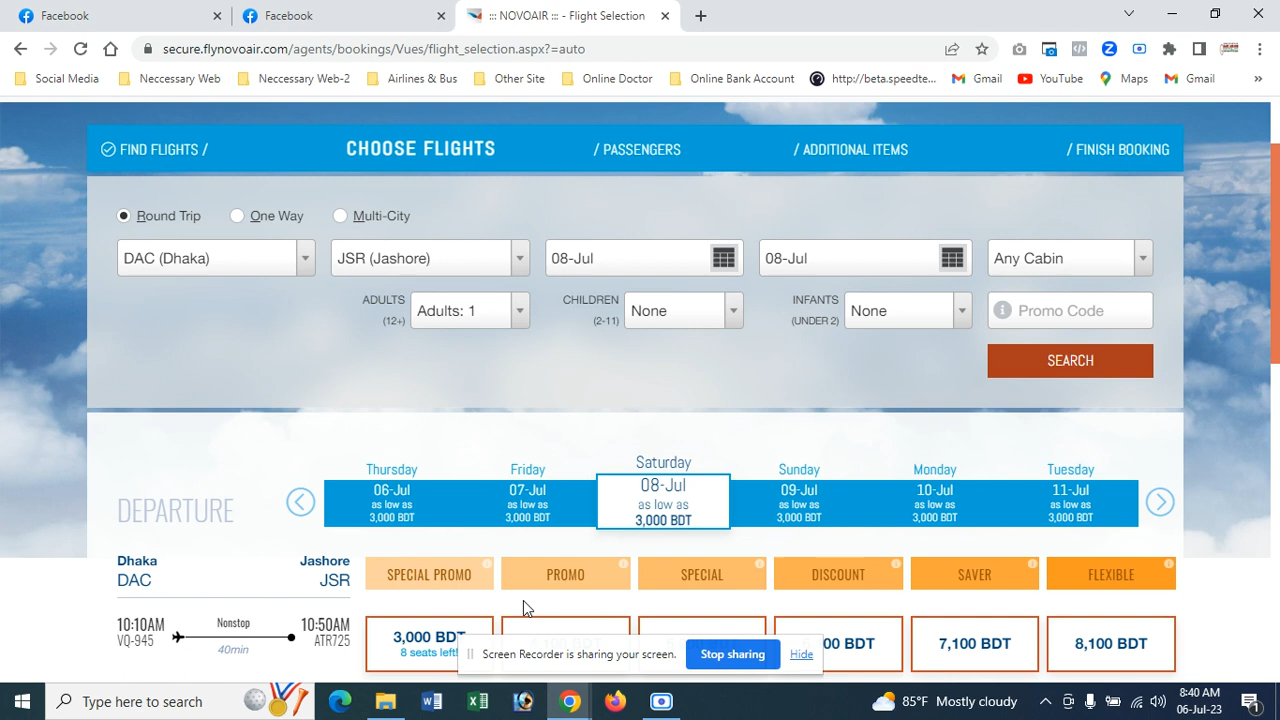 Facebook
Facebook
::: NOVOAIR ::: - Flight Selection
secure.flynovoair.com/agents/bookings/Vues/flight_selection.aspx?=auto
Social Media
Neccessary Web
Neccessary Web-2
Airlines & Bus
Other Site
Online Doctor
Online Bank Account
http://beta.speedte...
Gmail
YouTube
Maps
Gmail
FIND FLIGHTS /
CHOOSE FLIGHTS
/ PASSENGERS
/ ADDITIONAL ITEMS
/ FINISH BOOKING
Round Trip
One Way
Multi-City
DAC (Dhaka)
JSR (Jashore)
08-Jul
08-Jul
Any Cabin
ADULTS
(12+)
Adults: 1
CHILDREN
(2-11)
None
INFANTS
(UNDER 2)
None
Promo Code
SEARCH
DEPARTURE
Thursday
06-Jul
as low as
3,000 BDT
Friday
07-Jul
as low as
3,000 BDT
Saturday
08-Jul
as low as
3,000 BDT
Sunday
09-Jul
as low as
3,000 BDT
Monday
10-Jul
as low as
3,000 BDT
Tuesday
11-Jul
as low as
3,000 BDT
Dhaka
DAC
Jashore
JSR
SPECIAL PROMO
PROMO
SPECIAL
DISCOUNT
SAVER
FLEXIBLE
10:10AM
VQ-945
Nonstop
40min
10:50AM
ATR725
3,000 BDT
8 seats left!
00 BDT
7,100 BDT
8,100 BDT
Screen Recorder is sharing your screen.
Stop sharing
Hide
Type here to search
85°F Mostly cloudy
8:40 AM
06-Jul-23
1